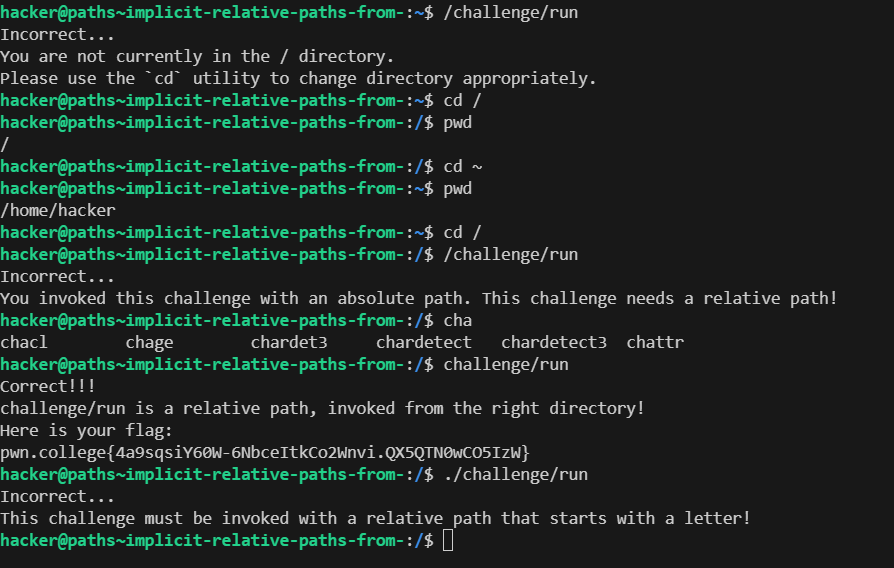 hacker@paths~implicit-relative-paths-from-:~$ /challenge/run
Incorrect...
You are not currently in the / directory.
Please use the `cd` utility to change directory appropriately.
hacker@paths~implicit-relative-paths-from-:~$ cd /
hacker@paths~implicit-relative-paths-from-:/$ pwd
/
hacker@paths~implicit-relative-paths-from-:/$ cd ~
hacker@paths~implicit-relative-paths-from-:~$ pwd
/home/hacker
hacker@paths~implicit-relative-paths-from-:~$ cd /
hacker@paths~implicit-relative-paths-from-:/$ /challenge/run
Incorrect...
You invoked this challenge with an absolute path. This challenge needs a relative path!
hacker@paths~implicit-relative-paths-from-:/$ cha
chacl chage chardet3 chardetect chardetect3 chattr
hacker@paths~implicit-relative-paths-from-:/$ challenge/run
Correct!!!
challenge/run is a relative path, invoked from the right directory!
Here is your flag:
pwn.college{4a9sqsiY60W-6NbceItkCo2Wnvi.QX5QTN0wCO5IzW}
hacker@paths~implicit-relative-paths-from-:/$ ./challenge/run
Incorrect...
This challenge must be invoked with a relative path that starts with a letter!
hacker@paths~implicit-relative-paths-from-:/$